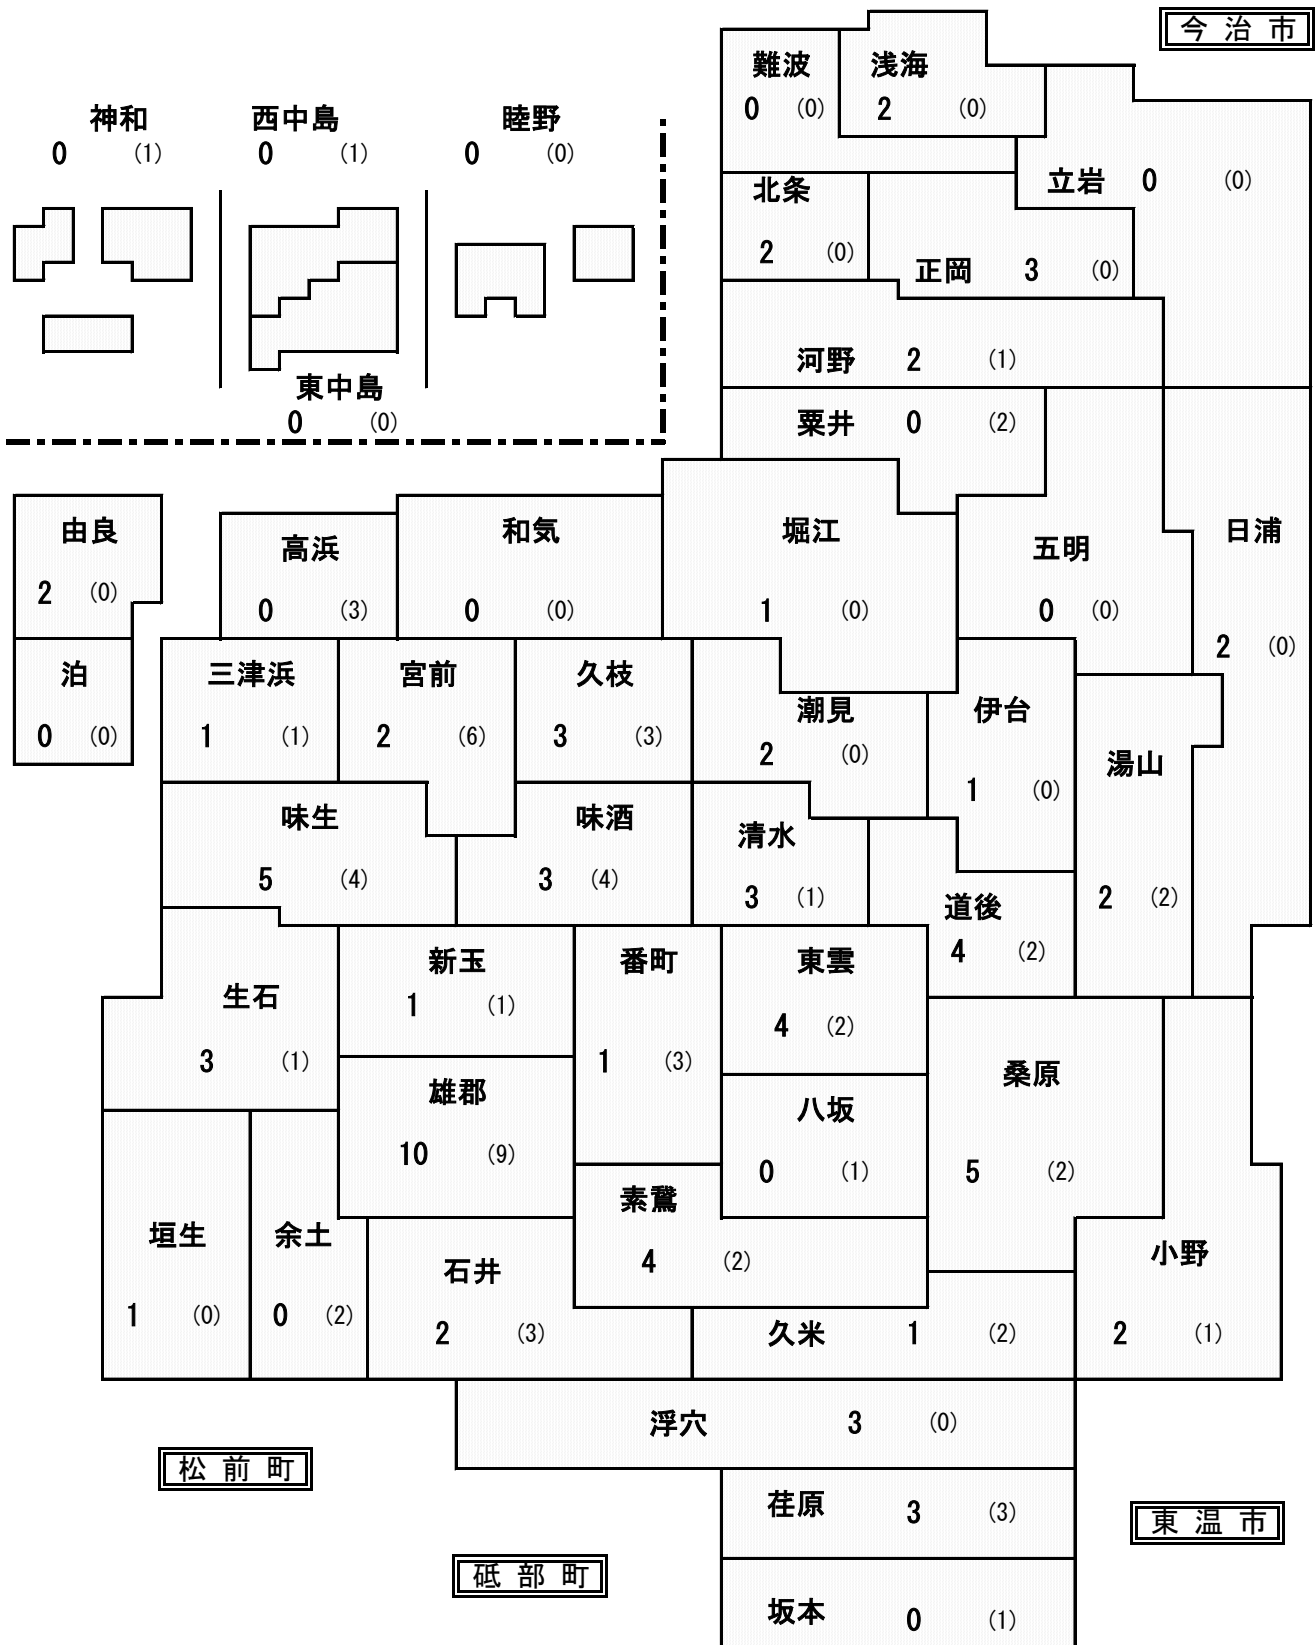 今治市
難波
0 (0)
浅海
2 (0)
神和
0 (1)
西中島
0 (1)
睦野
0 (0)
立岩 0 (0)
北条
2 (0)
正岡 3 (0)
河野 2 (1)
東中島
0 (0)
粟井 0 (2)
由良
2 (0)
高浜
0 (3)
和気
0 (0)
堀江
1 (0)
五明
0 (0)
日浦
2 (0)
泊
0 (0)
三津浜
1 (1)
宮前
2 (6)
久枝
3 (3)
潮見
2 (0)
伊台
1 (0)
湯山
2 (2)
味生
5 (4)
味酒
3 (4)
清水
3 (1)
道後
4 (2)
生石
3 (1)
新玉
1 (1)
番町
1 (3)
東雲
4 (2)
桑原
5 (2)
雄郡
10 (9)
八坂
0 (1)
素鵞
4 (2)
垣生
1 (0)
余土
0 (2)
石井
2 (3)
久米 1 (2)
小野
2 (1)
浮穴 3 (0)
松前町
荏原 3 (3)
東温市
砥部町
坂本 0 (1)